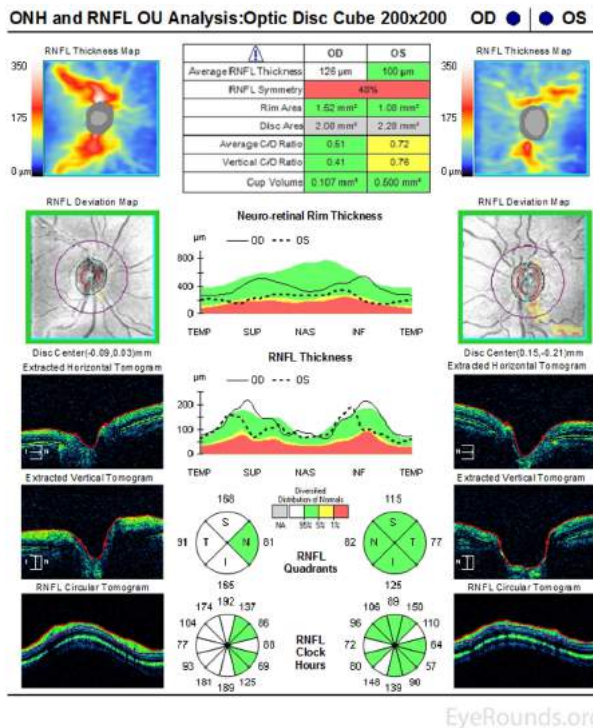 ONH and RNFL OU Analysis:Optic Disc Cube 200x200 OD OS
RNFL Thickness Map
350
175
0 µm
OD OS
Average RNFL Thickness 126 µm 100 µm
RNFL Symmetry 40%
Rim Area 1.52 mm² 1.08 mm²
Disc Area 2.06 mm² 2.28 mm²
Average C/D Ratio 0.51 0.72
Vertical C/D Ratio 0.41 0.76
Cup Volume 0.107 mm³ 0.500 mm³
RNFL Thickness Map
350
175
0 µm
RNFL Deviation Map
Disc Center(-0.09,0.03)mm
Neuro-retinal Rim Thickness
µm OD OS
800
400
0
TEMP SUP NAS INF TEMP
RNFL Deviation Map
Disc Center(0.15,-0.21)mm
Extracted Horizontal Tomogram
RNFL Thickness
µm OD OS
200
100
0
TEMP SUP NAS INF TEMP
Extracted Horizontal Tomogram
Extracted Vertical Tomogram
Diversified
Distribution of Normals
NA 95% 5% 1%
168
S
91 T N 81
I
165
RNFL
Quadrants
115
S
82 N T 77
I
125
Extracted Vertical Tomogram
RNFL Circular Tomogram
192
174 137
104 86
77 88
93 69
181 125
189
RNFL
Clock
Hours
89
106 150
96 110
72 64
80 57
148 90
139
RNFL Circular Tomogram
EyeRounds.org